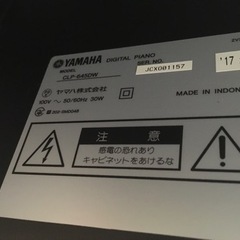 YAMAHA DIGITAL PIANO
MODEL
CLP-645DW
SER.NO.
JCX001157
'17
ヤマハ株式会社
100V ~ 50/60Hz 30W
MADE IN INDON
注 意
感電の恐れあり
キャビネットをあけるな